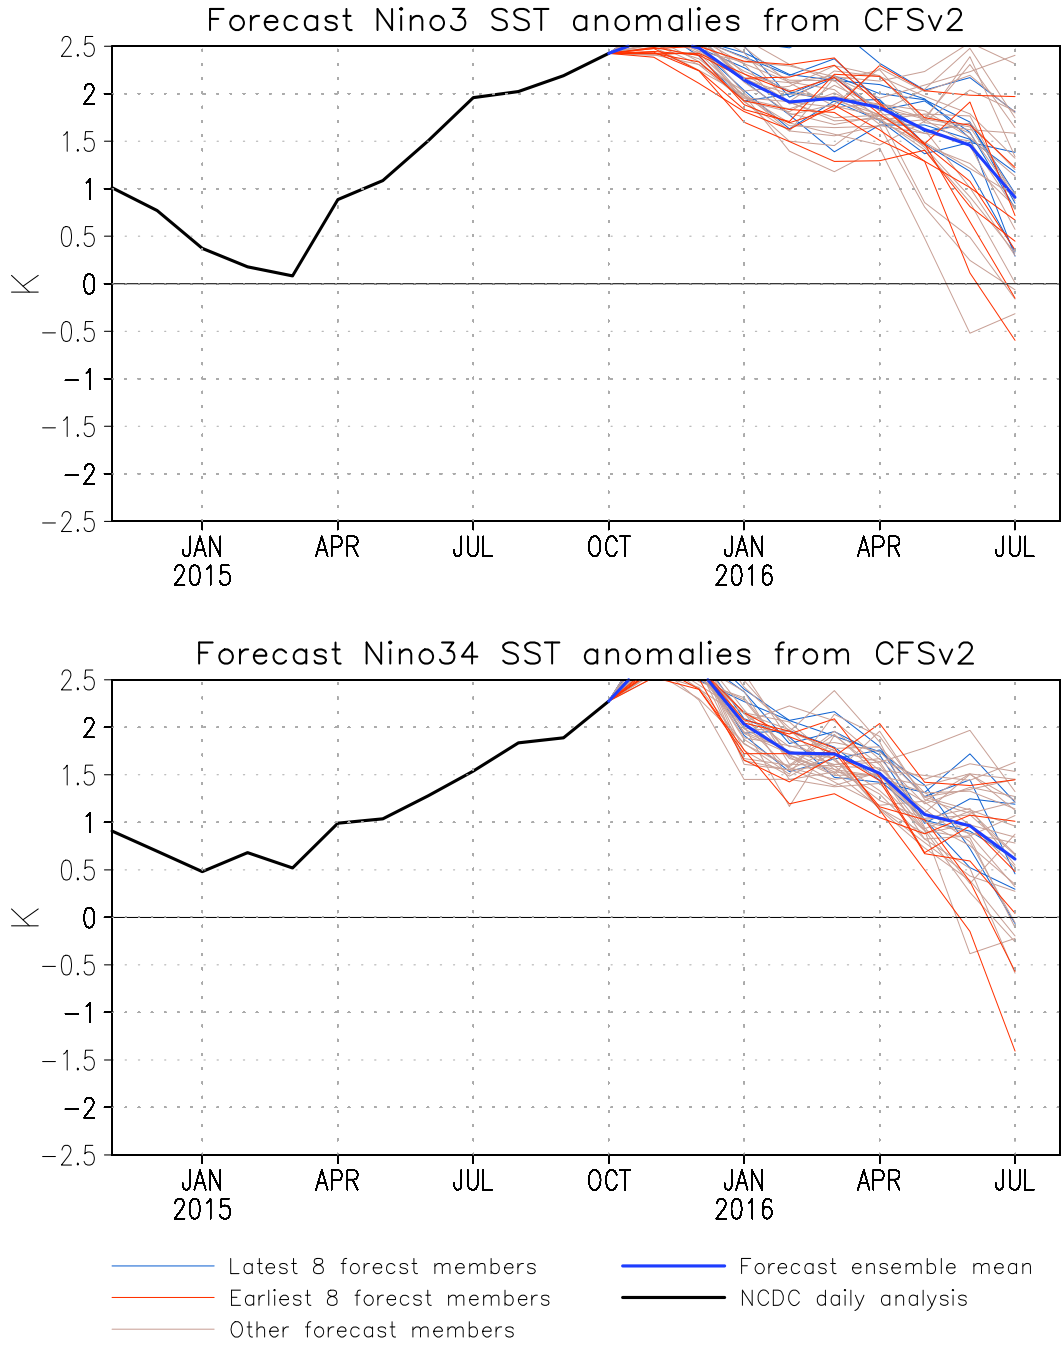 Forecast Nino3 SST anomalies from CFSv2
2.5
2
1.5
1
0.5
0
-0.5
-1
-1.5
-2
-2.5
K
JAN APR JUL OCT JAN APR JUL
2015 2016
Forecast Nino34 SST anomalies from CFSv2
2.5
2
1.5
1
0.5
0
-0.5
-1
-1.5
-2
-2.5
K
JAN APR JUL OCT JAN APR JUL
2015 2016
Latest 8 forecst members Forecast ensemble mean
Earliest 8 forecst members NCDC daily analysis
Other forecast members